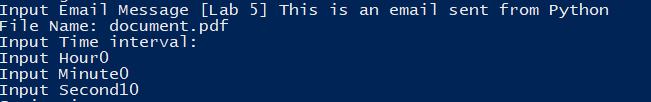 Input Email Message [Lab 5] This is an email sent from Python
File Name: document.pdf
Input Time interval:
Input Hour0
Input Minute0
Input Second10